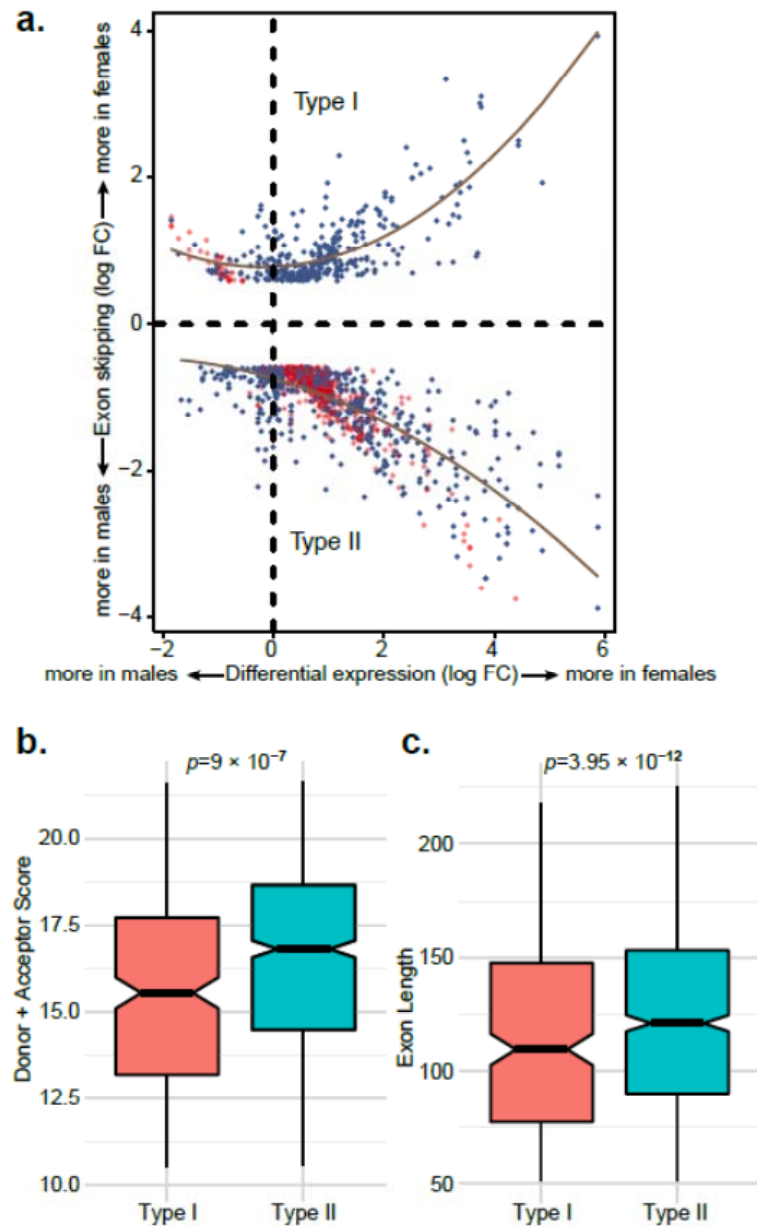 a.
more in males ← Exon skipping (log FC) → more in females
4
2
0
−2
−4
Type I
Type II
−2 0 2 4 6
more in males ← Differential expression (log FC) → more in females
b.
p=9 × 10⁻⁷
Donor + Acceptor Score
20.0
17.5
15.0
12.5
10.0
Type I Type II
c.
p=3.95 × 10⁻¹²
Exon Length
200
150
100
50
Type I Type II